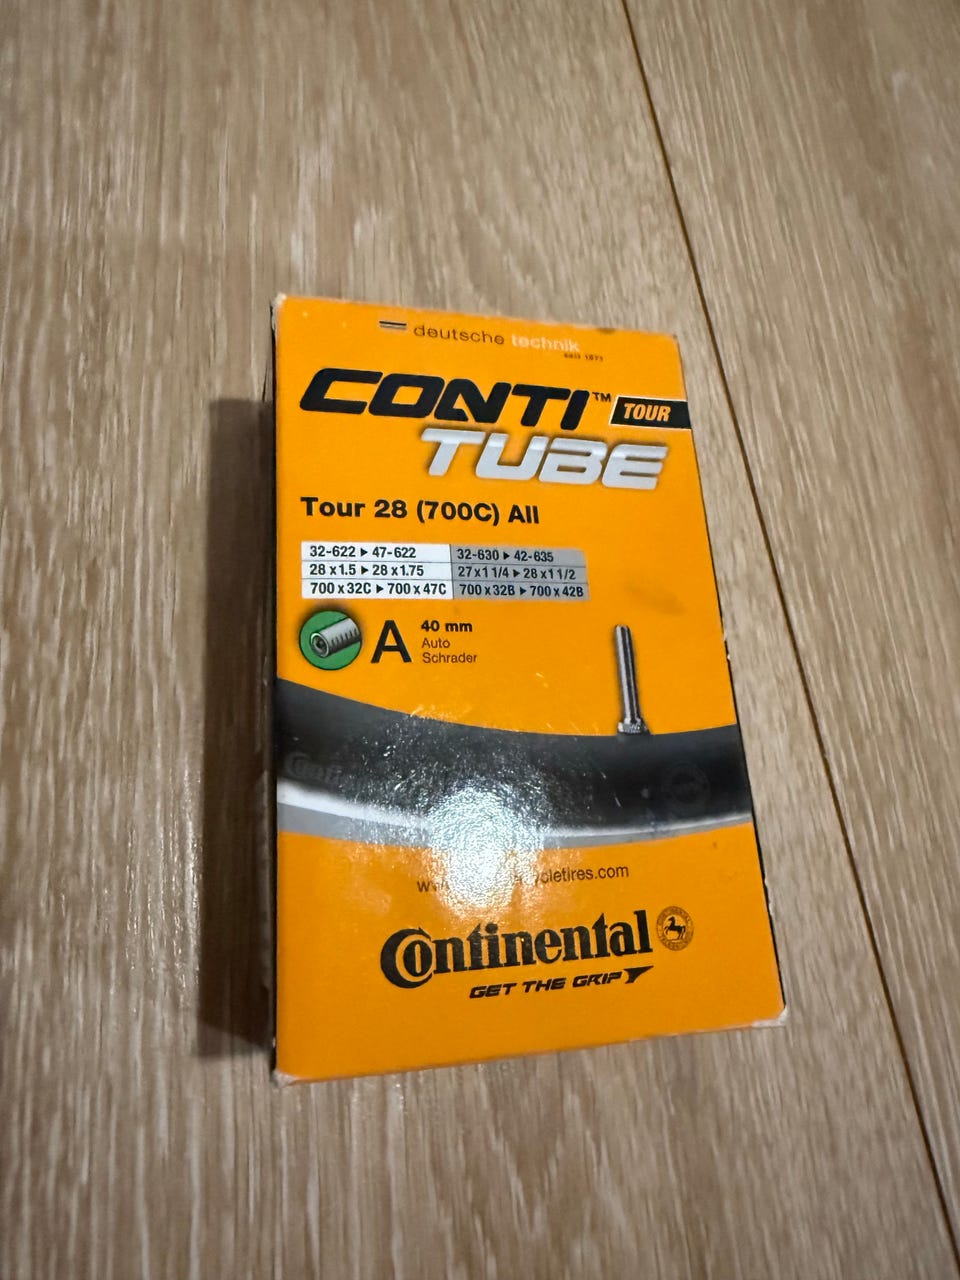 deutsche technik
seit 1871
CONTI™ TOUR
TUBE
Tour 28 (700C) All
32-622 ▸ 47-622 32-630 ▸ 42-635
28 x 1.5 ▸ 28 x 1.75 27 x 1 1/4 ▸ 28 x 1 1/2
700 x 32C ▸ 700 x 47C 700 x 32B ▸ 700 x 42B
A 40 mm
Auto
Schrader
Continental
GET THE GRIP